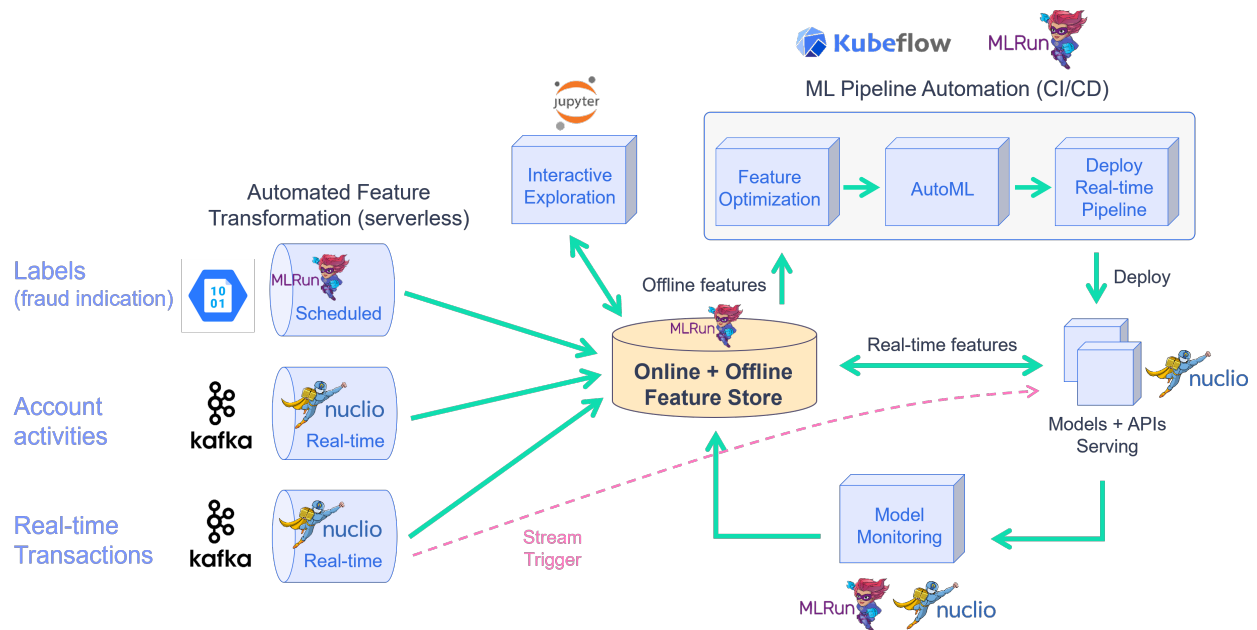 Kubeflow
MLRun
ML Pipeline Automation (CI/CD)
jupyter
Interactive
Exploration
Feature
Optimization
AutoML
Deploy
Real-time
Pipeline
Automated Feature
Transformation (serverless)
Labels
(fraud indication)
10
01
MLRun
Scheduled
Offline features
Deploy
MLRun
Online + Offline
Feature Store
Real-time features
nuclio
Models + APIs
Serving
Account
activities
kafka
nuclio
Real-time
Real-time
Transactions
kafka
nuclio
Real-time
Stream
Trigger
Model
Monitoring
MLRun
nuclio